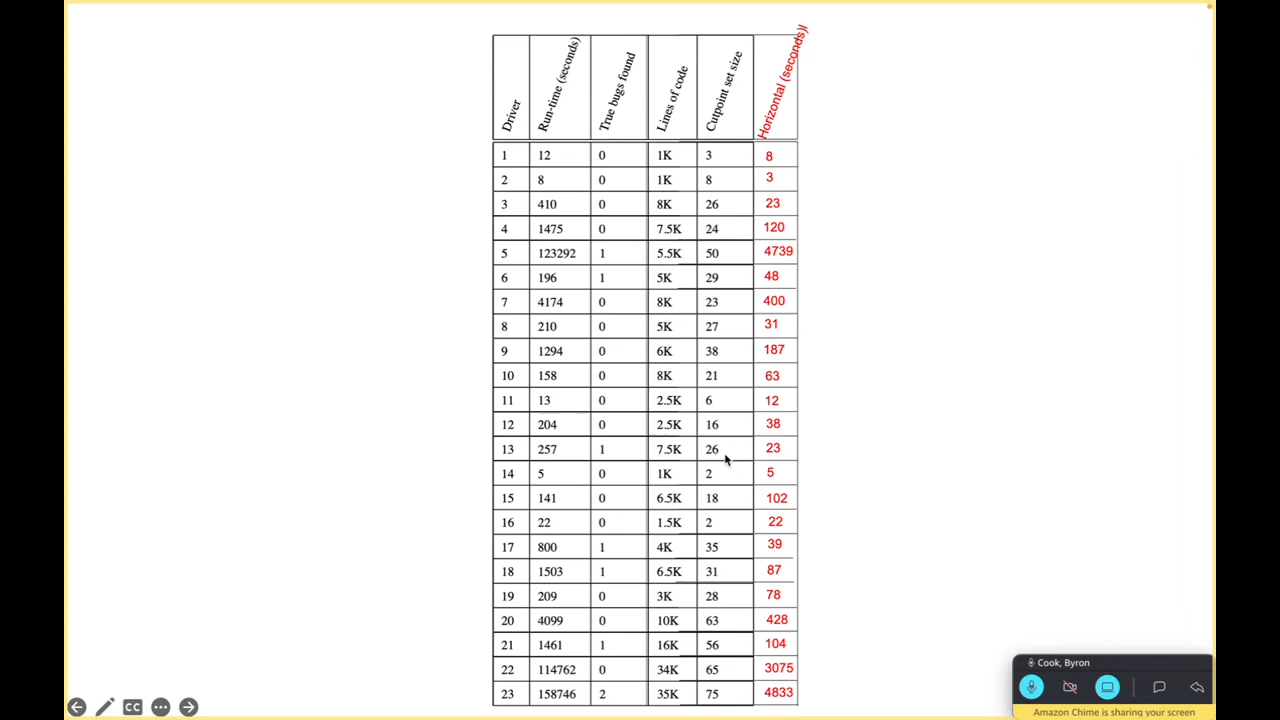 Driver Run-time (seconds) True bugs found Lines of code Cutpoint set size Horizontal (seconds)l
1 12 0 1K 3 8
2 8 0 1K 8 3
3 410 0 8K 26 23
4 1475 0 7.5K 24 120
5 123292 1 5.5K 50 4739
6 196 1 5K 29 48
7 4174 0 8K 23 400
8 210 0 5K 27 31
9 1294 0 6K 38 187
10 158 0 8K 21 63
11 13 0 2.5K 6 12
12 204 0 2.5K 16 38
13 257 1 7.5K 26 23
14 5 0 1K 2 5
15 141 0 6.5K 18 102
16 22 0 1.5K 2 22
17 800 1 4K 35 39
18 1503 1 6.5K 31 87
19 209 0 3K 28 78
20 4099 0 10K 63 428
21 1461 1 16K 56 104
22 114762 0 34K 65 3075
23 158746 2 35K 75 4833
Cook, Byron
CC
Amazon Chime is sharing your screen